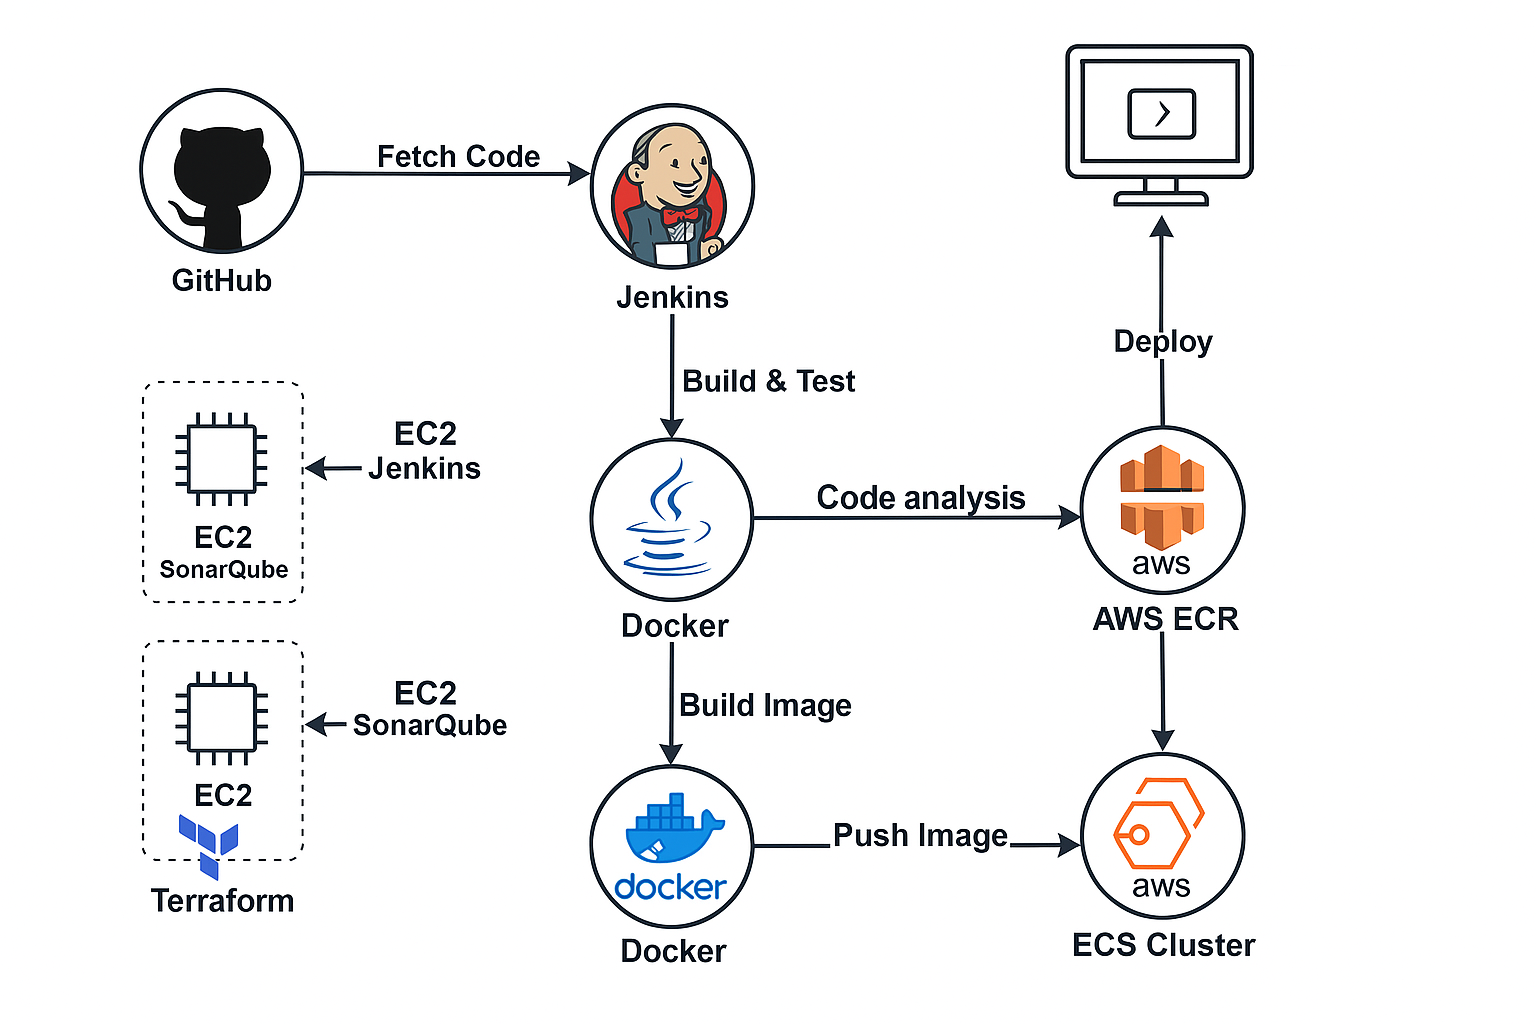 Fetch Code
GitHub
Jenkins
Deploy
Build & Test
EC2
Jenkins
EC2
SonarQube
Code analysis
aws
AWS ECR
Docker
EC2
SonarQube
Build Image
EC2
Terraform
Push Image
docker
Docker
aws
ECS Cluster